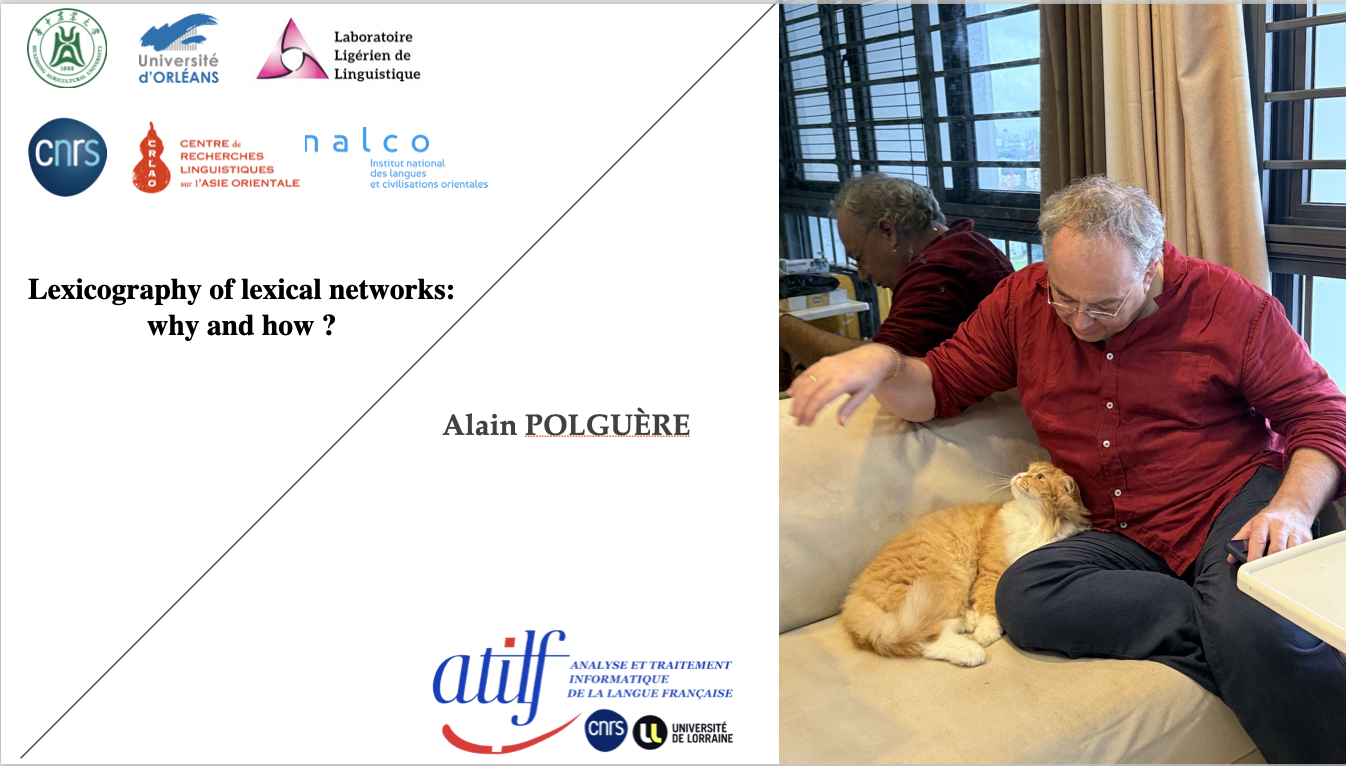 Université
d'ORLÉANS
Laboratoire
Ligérien de
Linguistique
cnrs
CRLAO
CENTRE de
RECHERCHES
LINGUISTIQUES
sur l'ASIE ORIENTALE
nalco
Institut national
des langues
et civilisations orientales
Lexicography of lexical networks:
why and how ?
Alain POLGUÈRE
atilf
ANALYSE ET TRAITEMENT
INFORMATIQUE
DE LA LANGUE FRANÇAISE
cnrs
UNIVERSITÉ
DE LORRAINE